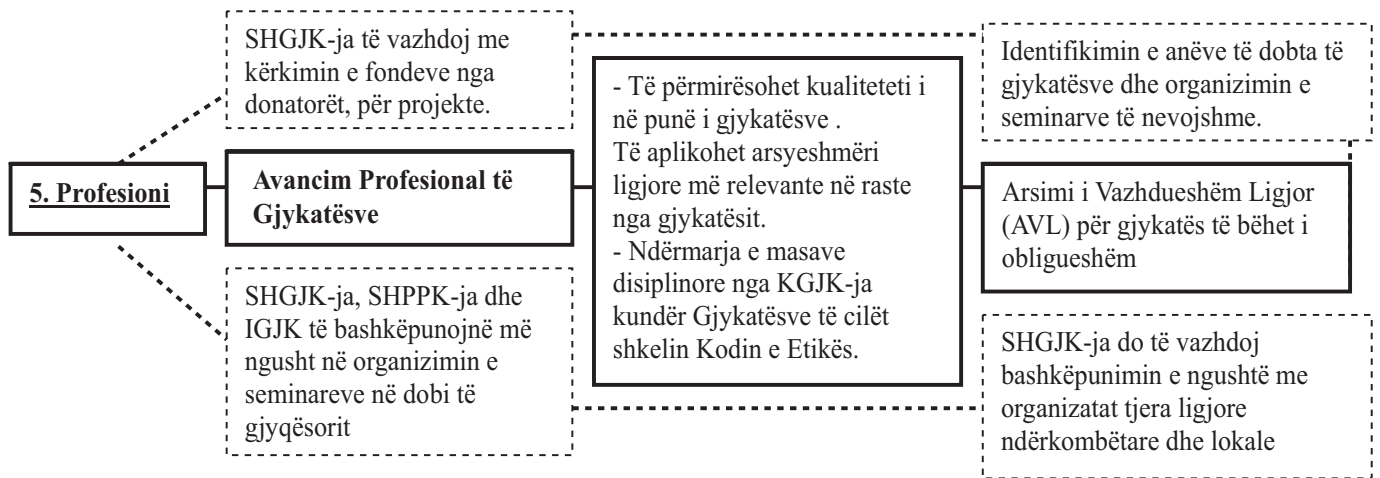 SHGJK-ja të vazhdoj me
kërkimin e fondeve nga
donatorët, për projekte.
5. Profesioni
Avancim Profesional të
Gjykatësve
SHGJK-ja, SHPPK-ja dhe
IGJK të bashkëpunojnë më
ngusht në organizimin e
seminareve në dobi të
gjyqësorit
- Të përmirësohet kualiteteti i
në punë i gjykatësve .
Të aplikohet arsyeshmëri
ligjore më relevante në raste
nga gjykatësit.
- Ndërmarja e masave
disiplinore nga KGJK-ja
kundër Gjykatësve të cilët
shkelin Kodin e Etikës.
Identifikimin e anëve të dobta të
gjykatësve dhe organizimin e
seminarve të nevojshme.
Arsimi i Vazhdueshëm Ligjor
(AVL) për gjykatës të bëhet i
obligueshëm
SHGJK-ja do të vazhdoj
bashkëpunimin e ngushtë me
organizatat tjera ligjore
ndërkombëtare dhe lokale